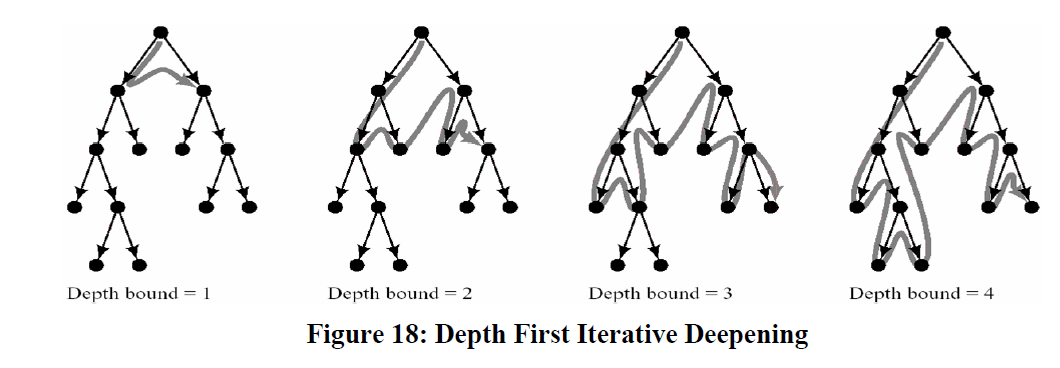 Depth bound = 1
Depth bound = 2
Depth bound = 3
Depth bound = 4
Figure 18: Depth First Iterative Deepening